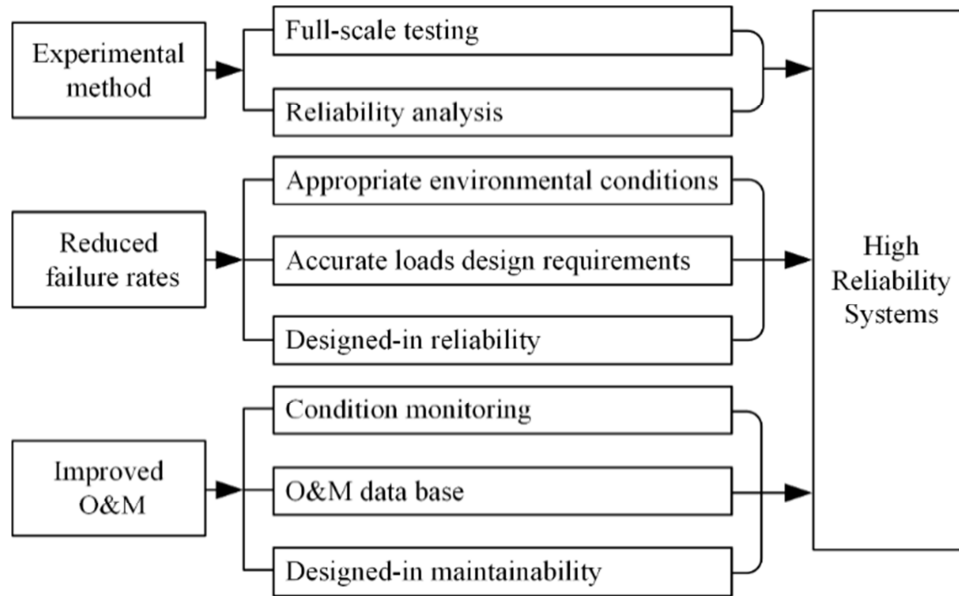 Experimental
method
Full-scale testing
Reliability analysis
Reduced
failure rates
Appropriate environmental conditions
Accurate loads design requirements
Designed-in reliability
Improved
O&M
Condition monitoring
O&M data base
Designed-in maintainability
High
Reliability
Systems